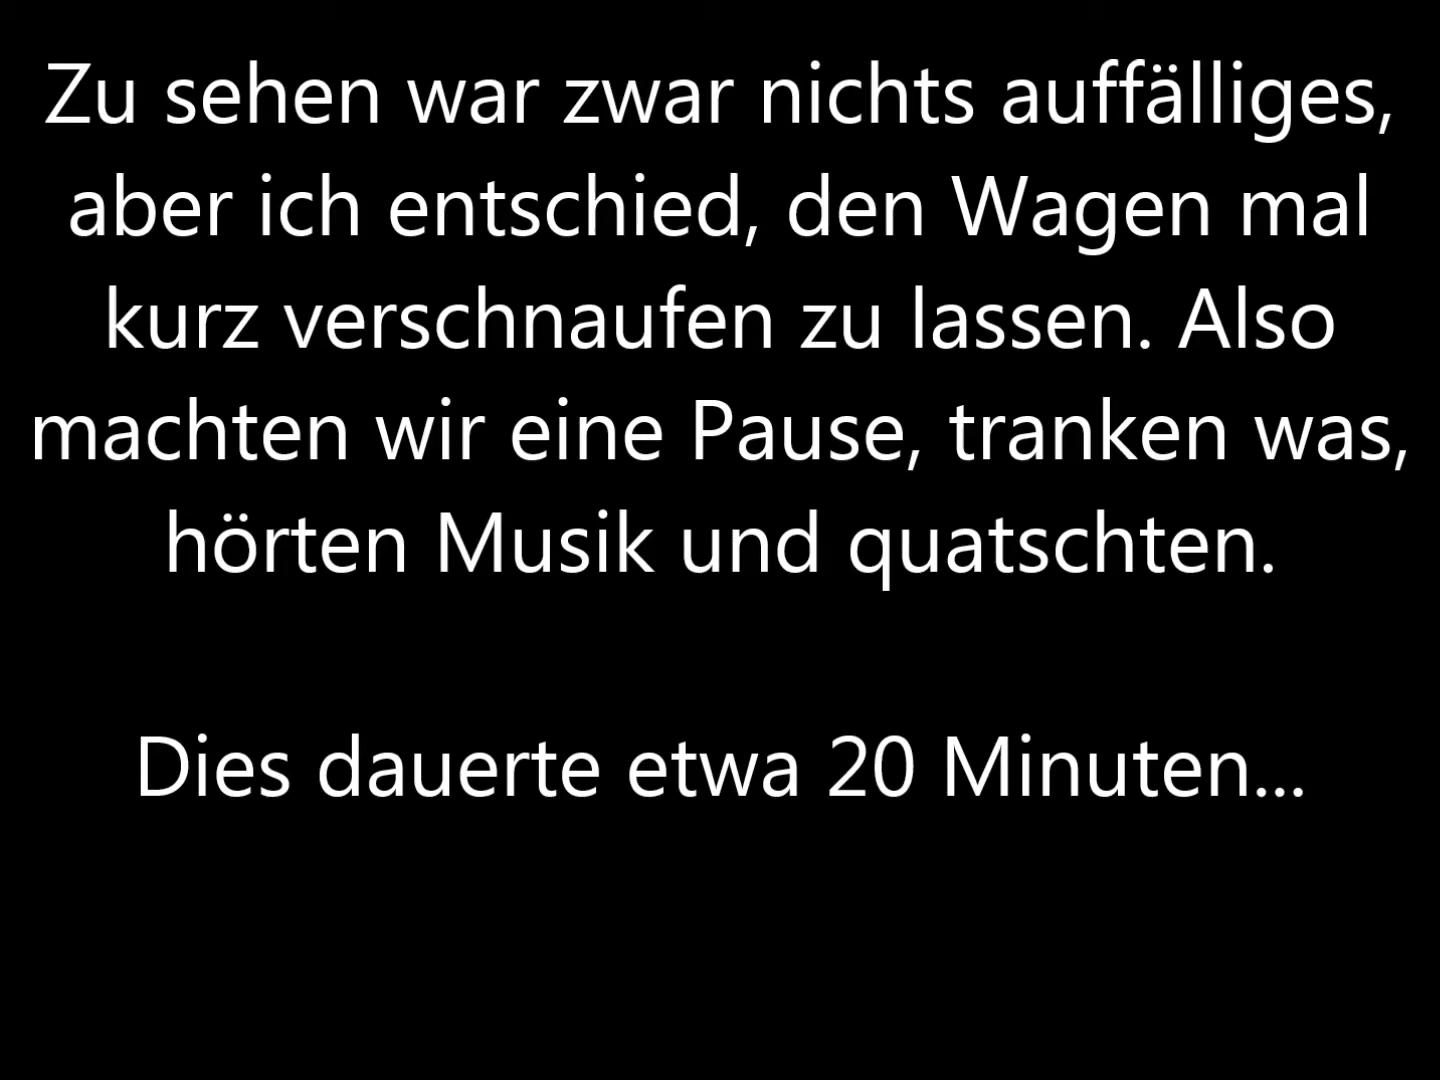 Zu sehen war zwar nichts auffälliges,
aber ich entschied, den Wagen mal
kurz verschnaufen zu lassen. Also
machten wir eine Pause, tranken was,
hörten Musik und quatschten.
Dies dauerte etwa 20 Minuten...